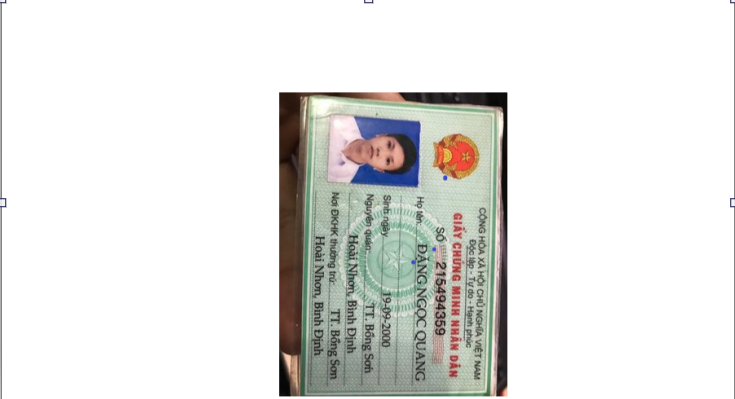 CỘNG HÒA XÃ HỘI CHỦ NGHĨA VIỆT NAM
Độc lập - Tự do - Hạnh phúc
GIẤY CHỨNG MINH NHÂN DÂN
SỐ 215494359
Họ tên: ĐẶNG NGỌC QUANG
Sinh ngày 19-09-2000
Nguyên quán: TT. Bồng Sơn
Hoài Nhơn, Bình Định
Nơi ĐKHK thường trú: TT. Bồng Sơn
Hoài Nhơn, Bình Định